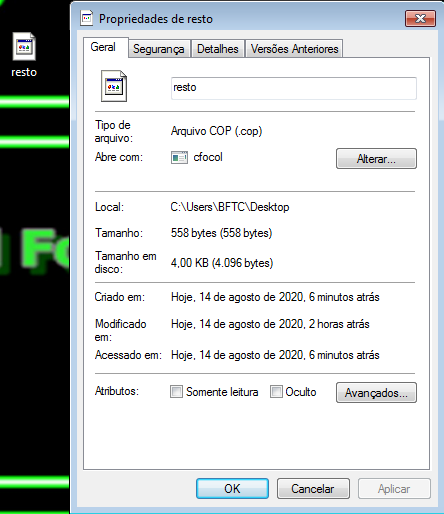 Propriedades de resto
resto
Geral Segurança Detalhes Versões Anteriores
resto
Tipo de arquivo: Arquivo COP (.cop)
Abre com: cfocol Alterar...
Local: C:\Users\BFTC\Desktop
Tamanho: 558 bytes (558 bytes)
Tamanho em disco: 4,00 KB (4.096 bytes)
Criado em: Hoje, 14 de agosto de 2020, 6 minutos atrás
Modificado em: Hoje, 14 de agosto de 2020, 2 horas atrás
Acessado em: Hoje, 14 de agosto de 2020, 6 minutos atrás
Atributos: Somente leitura Oculto Avançados...
OK Cancelar Aplicar